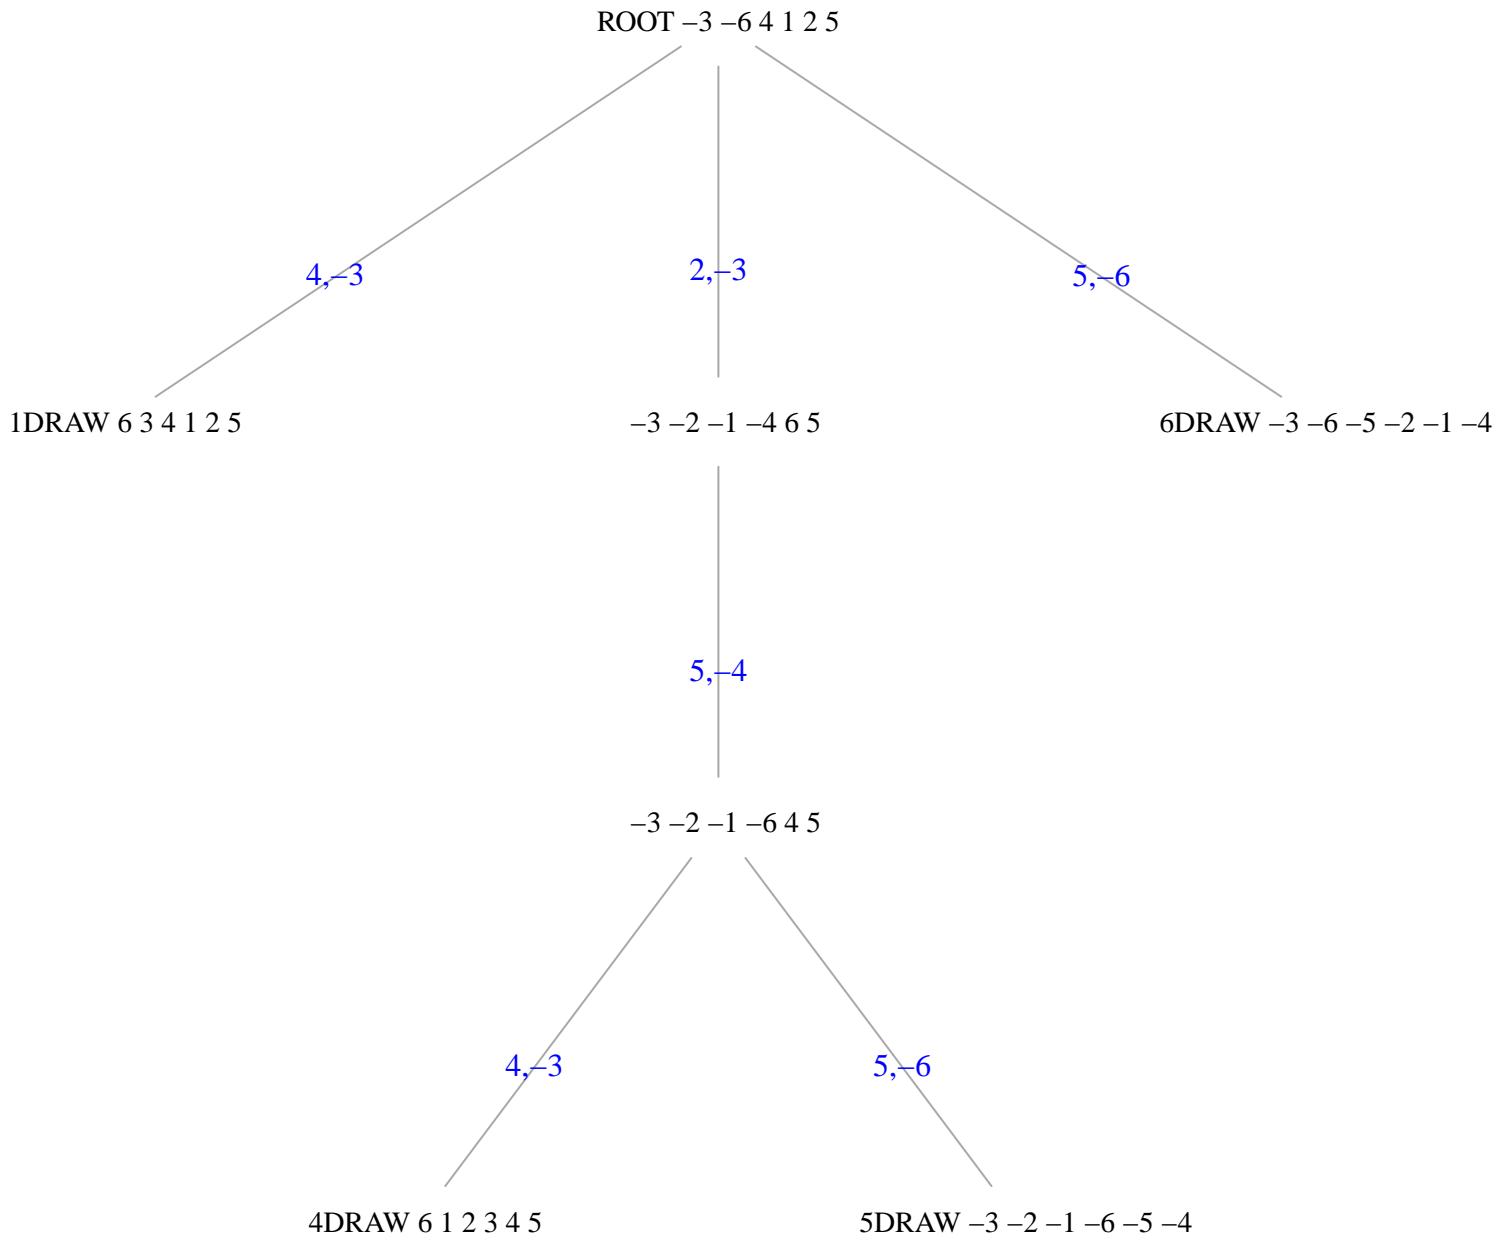 ROOT –3 –6 4 1 2 5
4,–3
2,–3
5,–6
1DRAW 6 3 4 1 2 5
–3 –2 –1 –4 6 5
6DRAW –3 –6 –5 –2 –1 –4
5,–4
–3 –2 –1 –6 4 5
4,–3
5,–6
4DRAW 6 1 2 3 4 5
5DRAW –3 –2 –1 –6 –5 –4